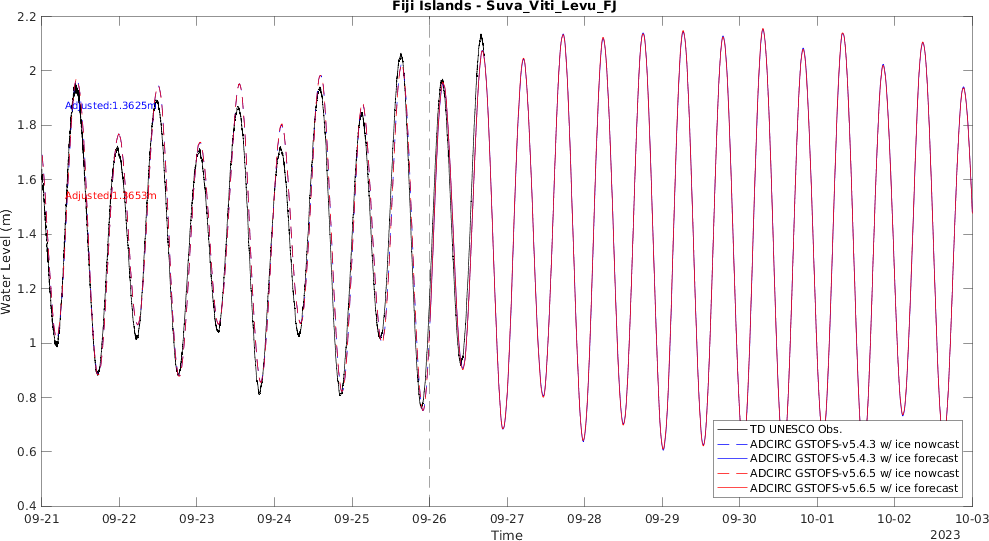 Fiji Islands - Suva_Viti_Levu_FJ
2.2
2
1.8
1.6
1.4
1.2
1
0.8
0.6
0.4
Water Level (m)
Adjusted:1.3625m
Adjusted:1.3653m
TD UNESCO Obs.
ADCIRC GSTOFS-v5.4.3 w/ ice nowcast
ADCIRC GSTOFS-v5.4.3 w/ ice forecast
ADCIRC GSTOFS-v5.6.5 w/ ice nowcast
ADCIRC GSTOFS-v5.6.5 w/ ice forecast
09-21 09-22 09-23 09-24 09-25 09-26 09-27 09-28 09-29 09-30 10-01 10-02 10-03
Time
2023